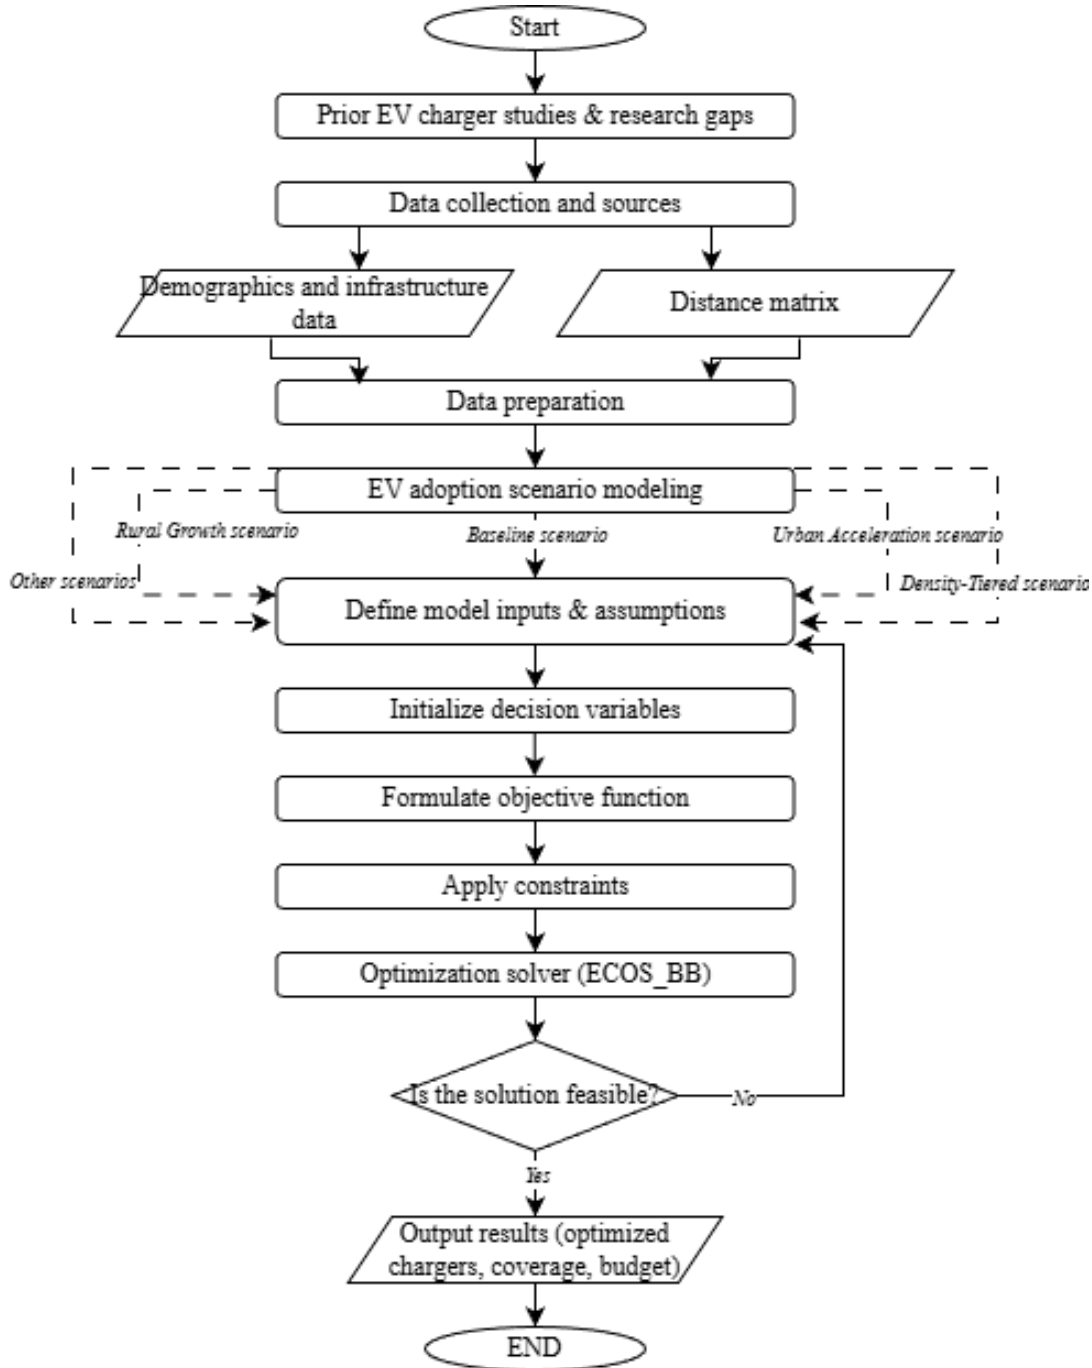 Start
Prior EV charger studies & research gaps
Data collection and sources
Demographics and infrastructure
data
Distance matrix
Data preparation
EV adoption scenario modeling
Rural Growth scenario
Baseline scenario
Urban Acceleration scenario
Other scenarios
Density-Tiered scenario
Define model inputs & assumptions
Initialize decision variables
Formulate objective function
Apply constraints
Optimization solver (ECOS_BB)
Is the solution feasible?
No
Yes
Output results (optimized
chargers, coverage, budget)
END